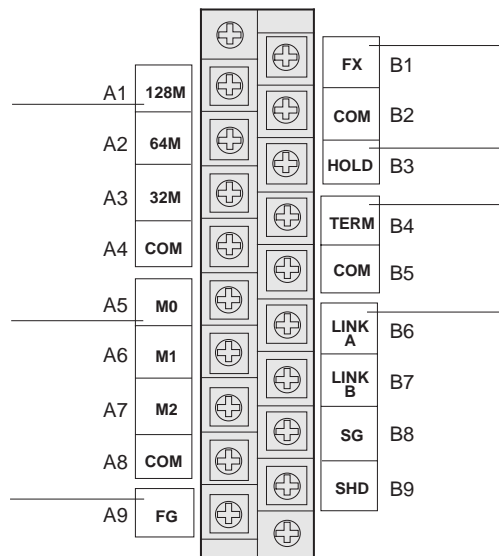 A1 128M
A2 64M
A3 32M
A4 COM
A5 M0
A6 M1
A7 M2
A8 COM
A9 FG
FX B1
COM B2
HOLD B3
TERM B4
COM B5
LINK
A B6
LINK
B B7
SG B8
SHD B9